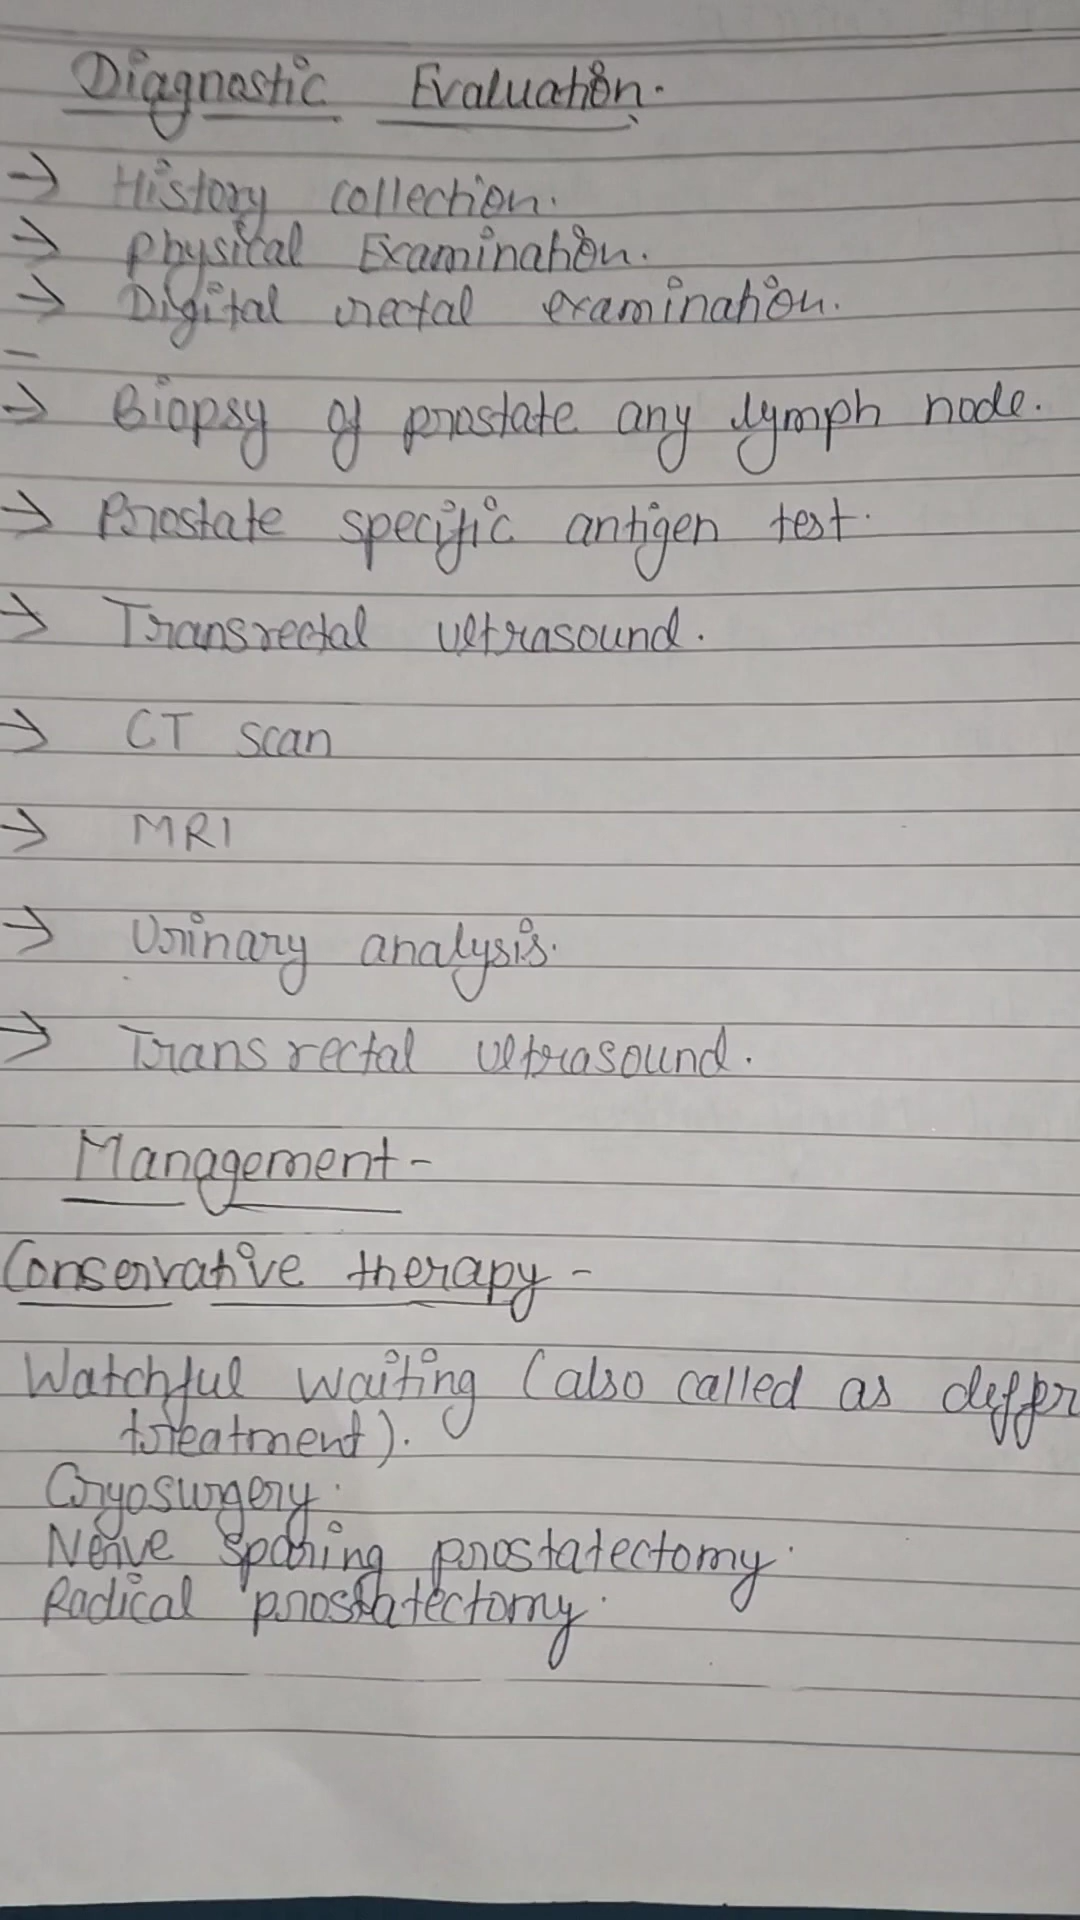 Diagnostic Evaluation.
→ History collection.
→ Physical Examination.
→ Digital rectal examination.
–
→ Biopsy of prostate any lymph node.
→ Prostate specific antigen test.
→ Transrectal ultrasound.
→ CT scan
→ MRI
→ Urinary analysis.
→ Trans rectal ultrasound.
Management -
Conservative therapy -
Watchful waiting (also called as
treatment).
Cryosurgery.
Nerve sparing prostatectomy.
Radical prostatectomy.